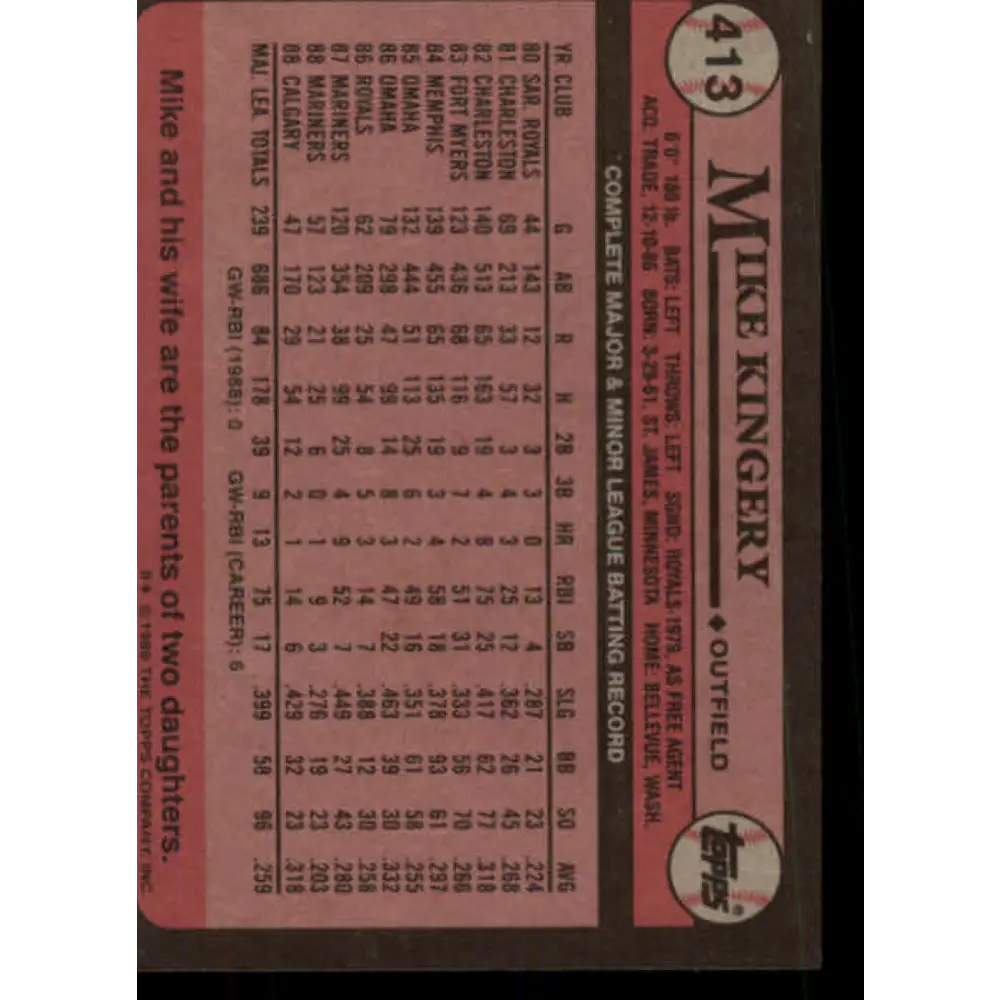 413
MIKE KINGERY ♦ OUTFIELD
topps®
6'0" 180 lb. BATS: LEFT THROWS: LEFT SGND: ROYALS-1979, AS FREE AGENT
ACQ: TRADE, 12-10-86 BORN: 3-29-61, ST. JAMES, MINNESOTA HOME: BELLEVUE, WASH.
*COMPLETE MAJOR & MINOR LEAGUE BATTING RECORD
YR CLUB G AB R H 2B 3B HR RBI SB SLG BB SO AVG
80 SAR. ROYALS 44 143 12 32 3 3 0 13 4 .287 21 23 .224
81 CHARLESTON 69 213 33 57 3 4 3 25 12 .362 26 45 .268
82 CHARLESTON 140 513 65 163 19 4 8 75 25 .417 62 77 .318
83 FORT MYERS 123 436 68 116 9 7 2 51 31 .333 56 70 .266
84 MEMPHIS 139 455 65 135 19 3 4 58 18 .378 93 61 .297
85 OMAHA 132 444 51 113 25 6 2 49 16 .351 61 58 .255
86 OMAHA 79 298 47 99 14 8 3 47 22 .463 39 30 .332
86 ROYALS 62 209 25 54 8 5 3 14 7 .388 12 30 .258
87 MARINERS 120 354 38 99 25 4 9 52 7 .449 27 43 .280
88 MARINERS 57 123 21 25 6 0 1 9 3 .276 19 23 .203
88 CALGARY 47 170 29 54 12 2 1 14 6 .429 32 23 .318
MAJ. LEA. TOTALS 239 686 84 178 39 9 13 75 17 .399 58 96 .259
GW-RBI (1988): 0 GW-RBI (CAREER): 6
Mike and his wife are the parents of two daughters.
B* © 1989 THE TOPPS COMPANY, INC.